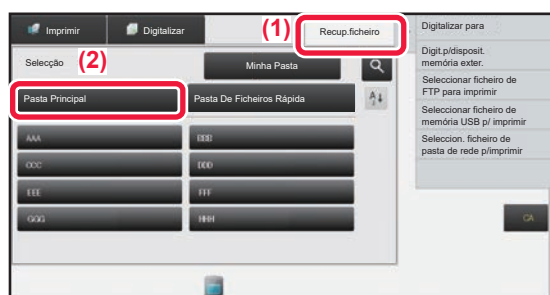 Imprimir
Digitalizar
(1)
Recup.ficheiro
Selecção
(2)
Minha Pasta
Pasta Principal
Pasta De Ficheiros Rápida
AAA
BBB
CCC
DDD
EEE
FFF
GGG
HHH
Digitalizar para
Digit.p/disposit.
memória exter.
Seleccionar ficheiro de
FTP para imprimir
Seleccionar ficheiro de
memória USB p/ imprimir
Seleccion. ficheiro de
pasta de rede p/imprimir
CA